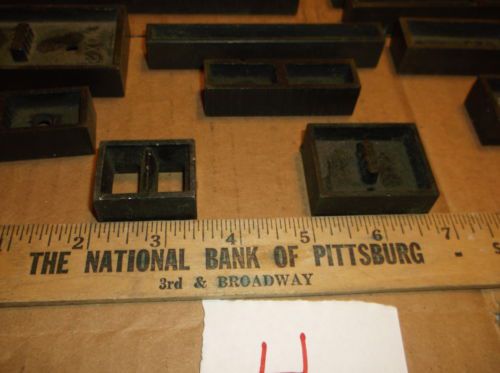 2 3 4 5 6 7
THE NATIONAL BANK OF PITTSBURG -
3rd & BROADWAY
H